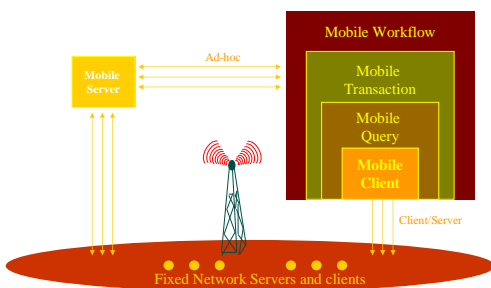 Mobile Workflow
Ad-hoc
Mobile
Server
Mobile
Transaction
Mobile
Query
Mobile
Client
Client/Server
Fixed Network Servers and clients